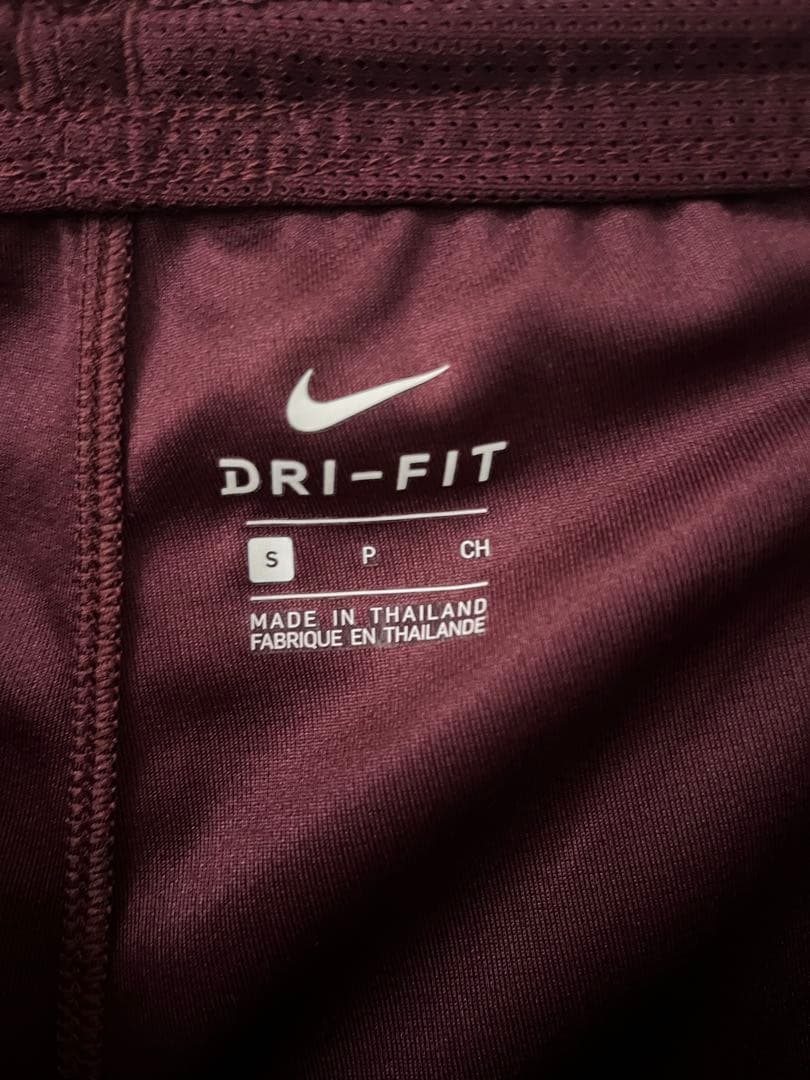 DRI-FIT
S P CH
MADE IN THAILAND
FABRIQUE EN THAILANDE